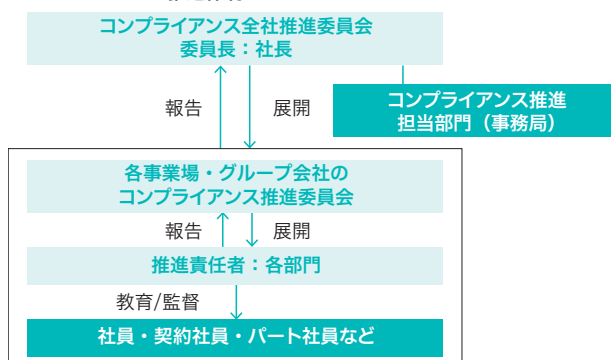 コンプライアンス全社推進委員会
委員長：社長
報告
展開
コンプライアンス推進
担当部門（事務局）
各事業場・グループ会社の
コンプライアンス推進委員会
報告
展開
推進責任者：各部門
教育/監督
社員・契約社員・パート社員など